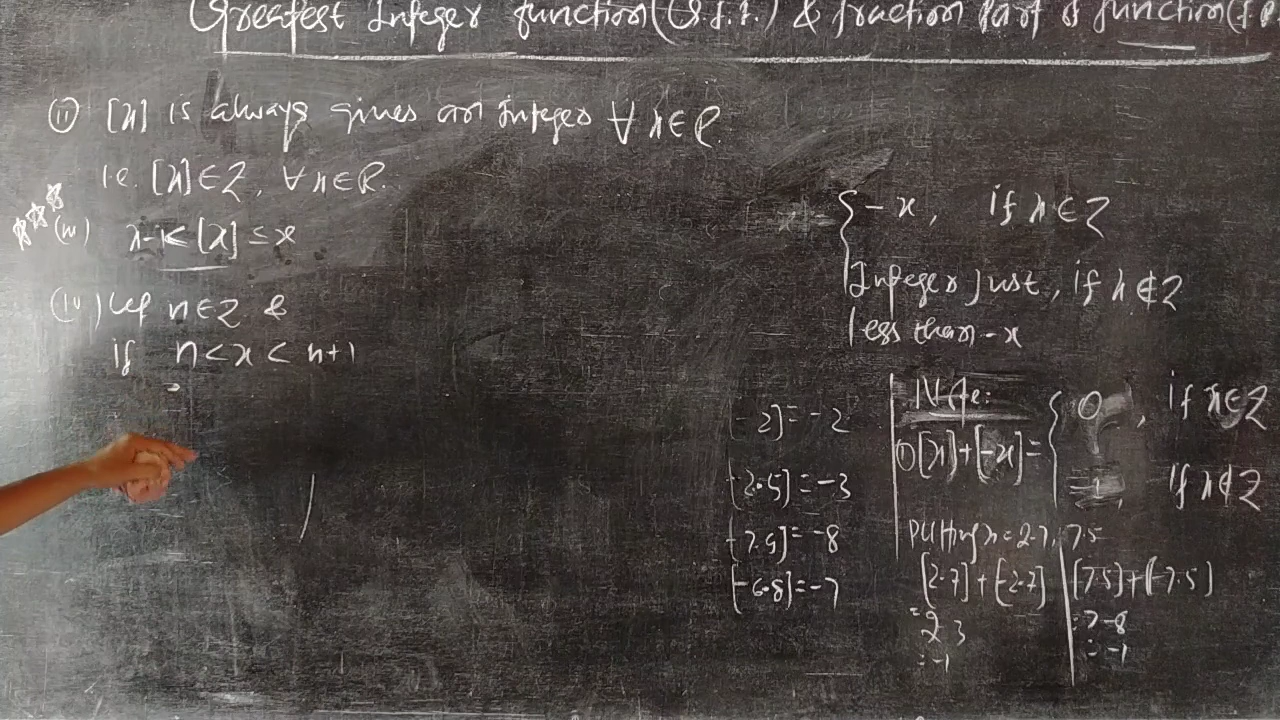 Greatest Integer function(G.I.F.) & fraction Part of function(F.P
(ii) [x] is always gives an Integer ∀ x∈R.
i.e. [x]∈Z, ∀ x∈R.
(iii) x-1<[x]≤x
(iv) Let n∈Z &
if n<x<n+1
{-x, if x∈Z
Integer Just, if x∉Z
less than -x
-2]=-2
[-2.5]=-3
-7.5]=-8
[-6.8]=-7
Note:
①[x]+[-x]={0, if x∈Z
-1, if x∉Z
Putting x=2.7, 7.5
[2.7]+[-2.7] | [7.5]+[-7.5]
=2-3 | =7-8
=-1 | =-1